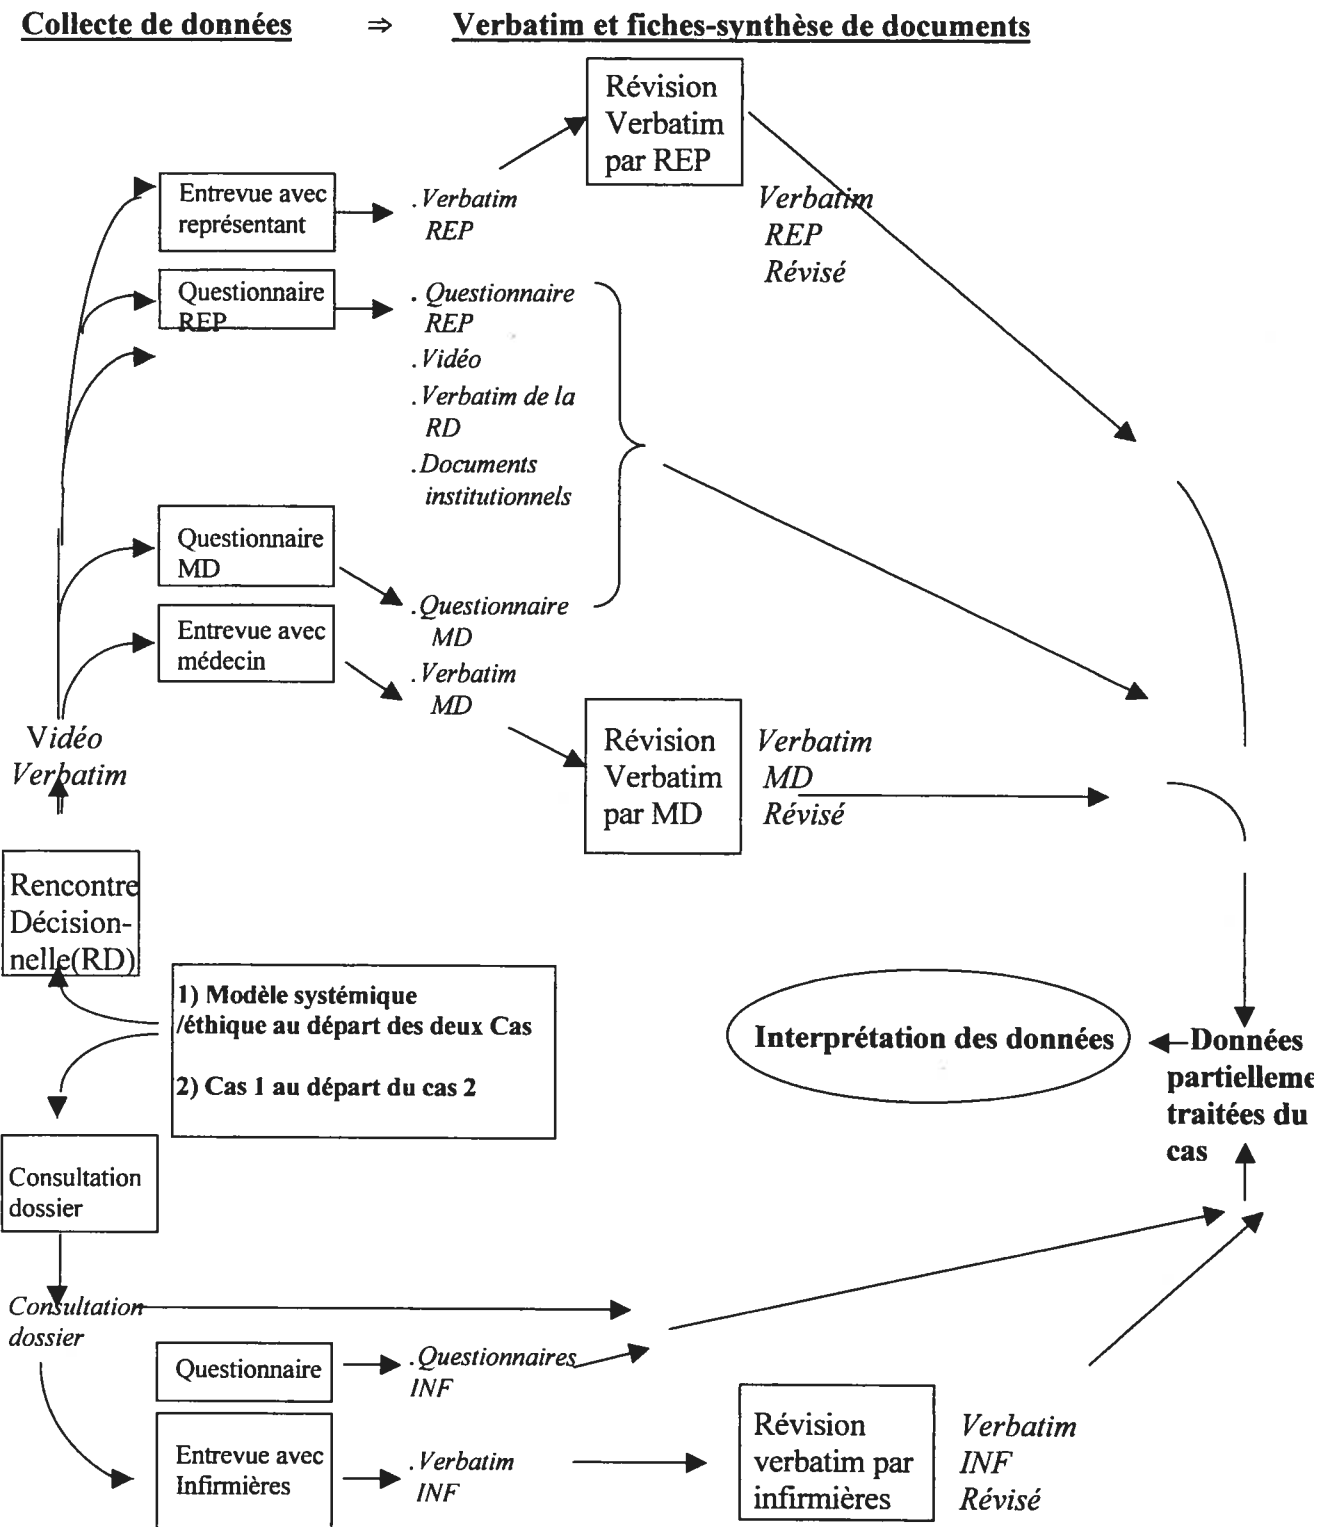 Collecte de données ⇒ Verbatim et fiches-synthèse de documents
Révision
Verbatim
par REP
Entrevue avec
représentant
. Verbatim
REP
Verbatim
REP
Révisé
Questionnaire
REP
. Questionnaire
REP
. Vidéo
. Verbatim de la
RD
. Documents
institutionnels
Questionnaire
MD
. Questionnaire
MD
Entrevue avec
médecin
. Verbatim
MD
Révision
Verbatim
par MD
Verbatim
MD
Révisé
Vidéo
Verbatim
Rencontre
Décision-
nelle(RD)
1) Modèle systémique
/éthique au départ des deux Cas
2) Cas 1 au départ du cas 2
Interprétation des données
Données
partielleme
traitées du
cas
Consultation
dossier
Consultation
dossier
Questionnaire
. Questionnaires
INF
Entrevue avec
Infirmières
. Verbatim
INF
Révision
verbatim par
infirmières
Verbatim
INF
Révisé